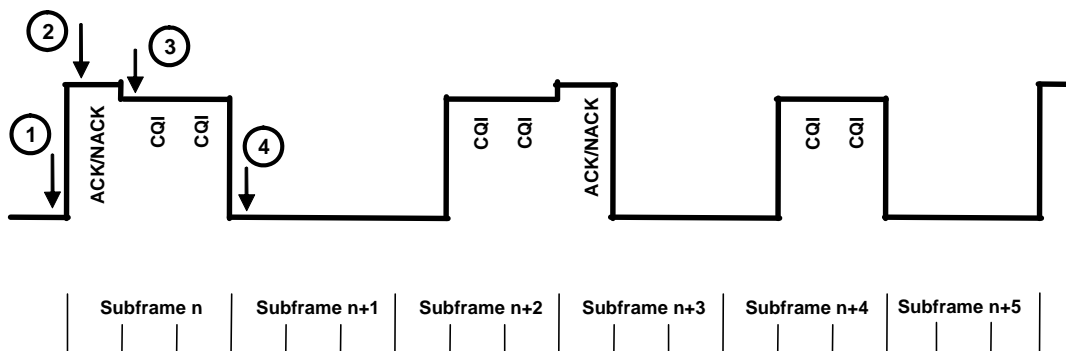 2
3
1
4
ACK/NACK
CQI
CQI
CQI
CQI
ACK/NACK
CQI
CQI
Subframe n
Subframe n+1
Subframe n+2
Subframe n+3
Subframe n+4
Subframe n+5